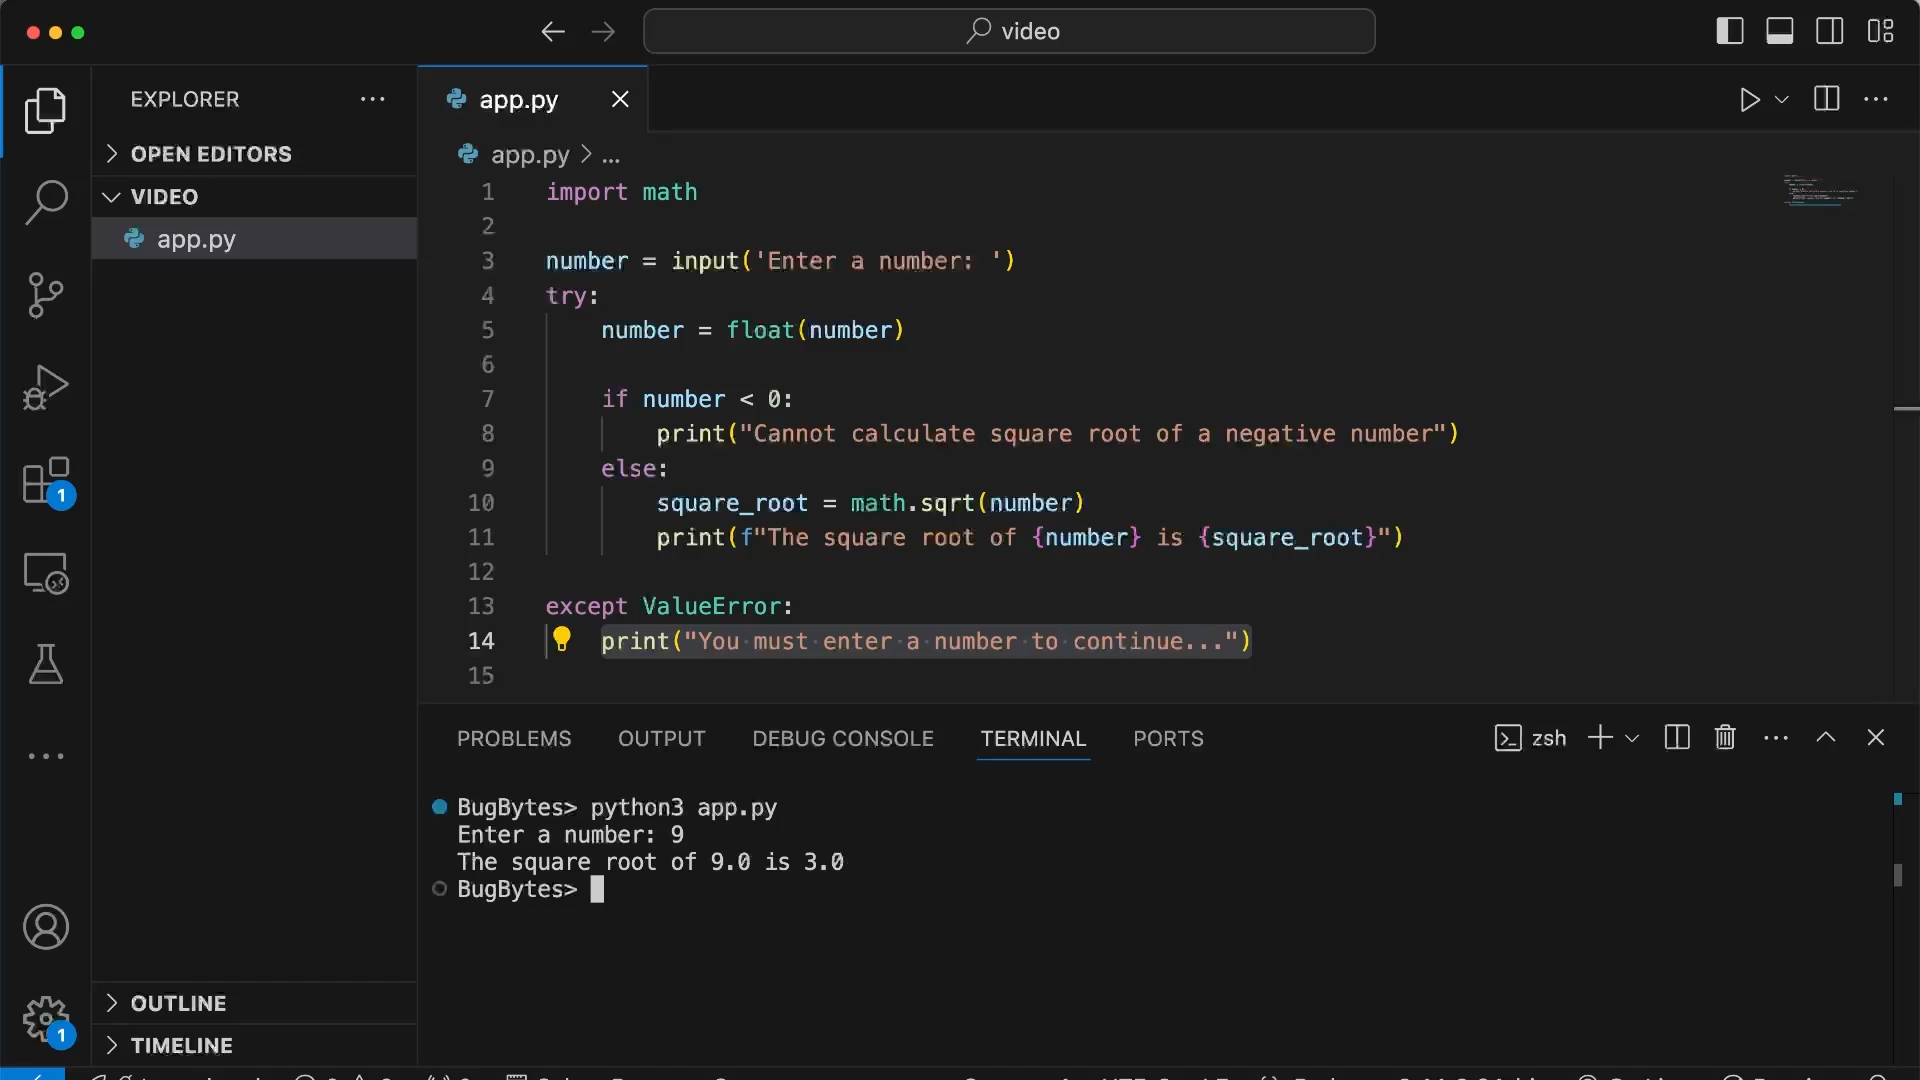 video
EXPLORER
OPEN EDITORS
VIDEO
app.py
app.py
app.py > ...
1 import math
2
3 number = input('Enter a number: ')
4 try:
5 number = float(number)
6
7 if number < 0:
8 print("Cannot calculate square root of a negative number")
9 else:
10 square_root = math.sqrt(number)
11 print(f"The square root of {number} is {square_root}")
12
13 except ValueError:
14 print("You must enter a number to continue...")
15
PROBLEMS OUTPUT DEBUG CONSOLE TERMINAL PORTS
zsh
BugBytes> python3 app.py
Enter a number: 9
The square root of 9.0 is 3.0
BugBytes>
1
1
OUTLINE
TIMELINE